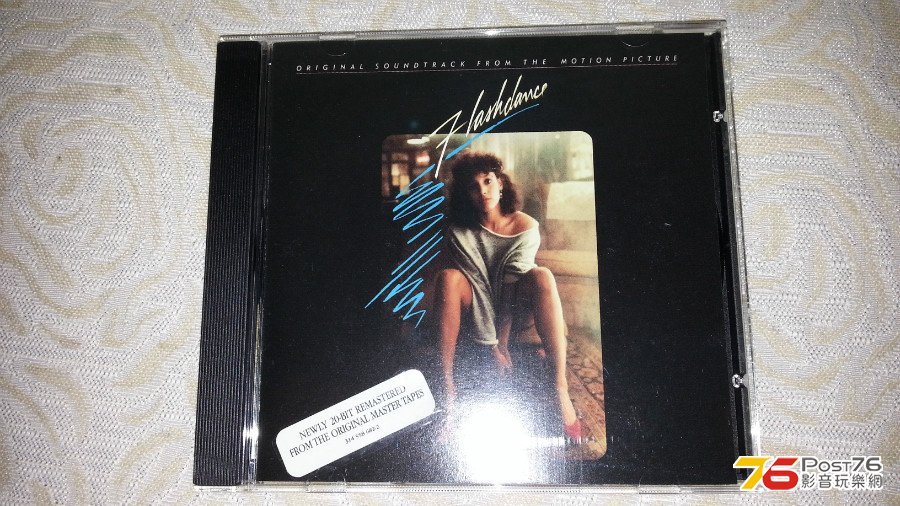 ORIGINAL SOUNDTRACK FROM THE MOTION PICTURE
Flashdance
NEWLY 20-BIT REMASTERED
FROM THE ORIGINAL MASTER TAPES
76 POST76
影音玩樂網